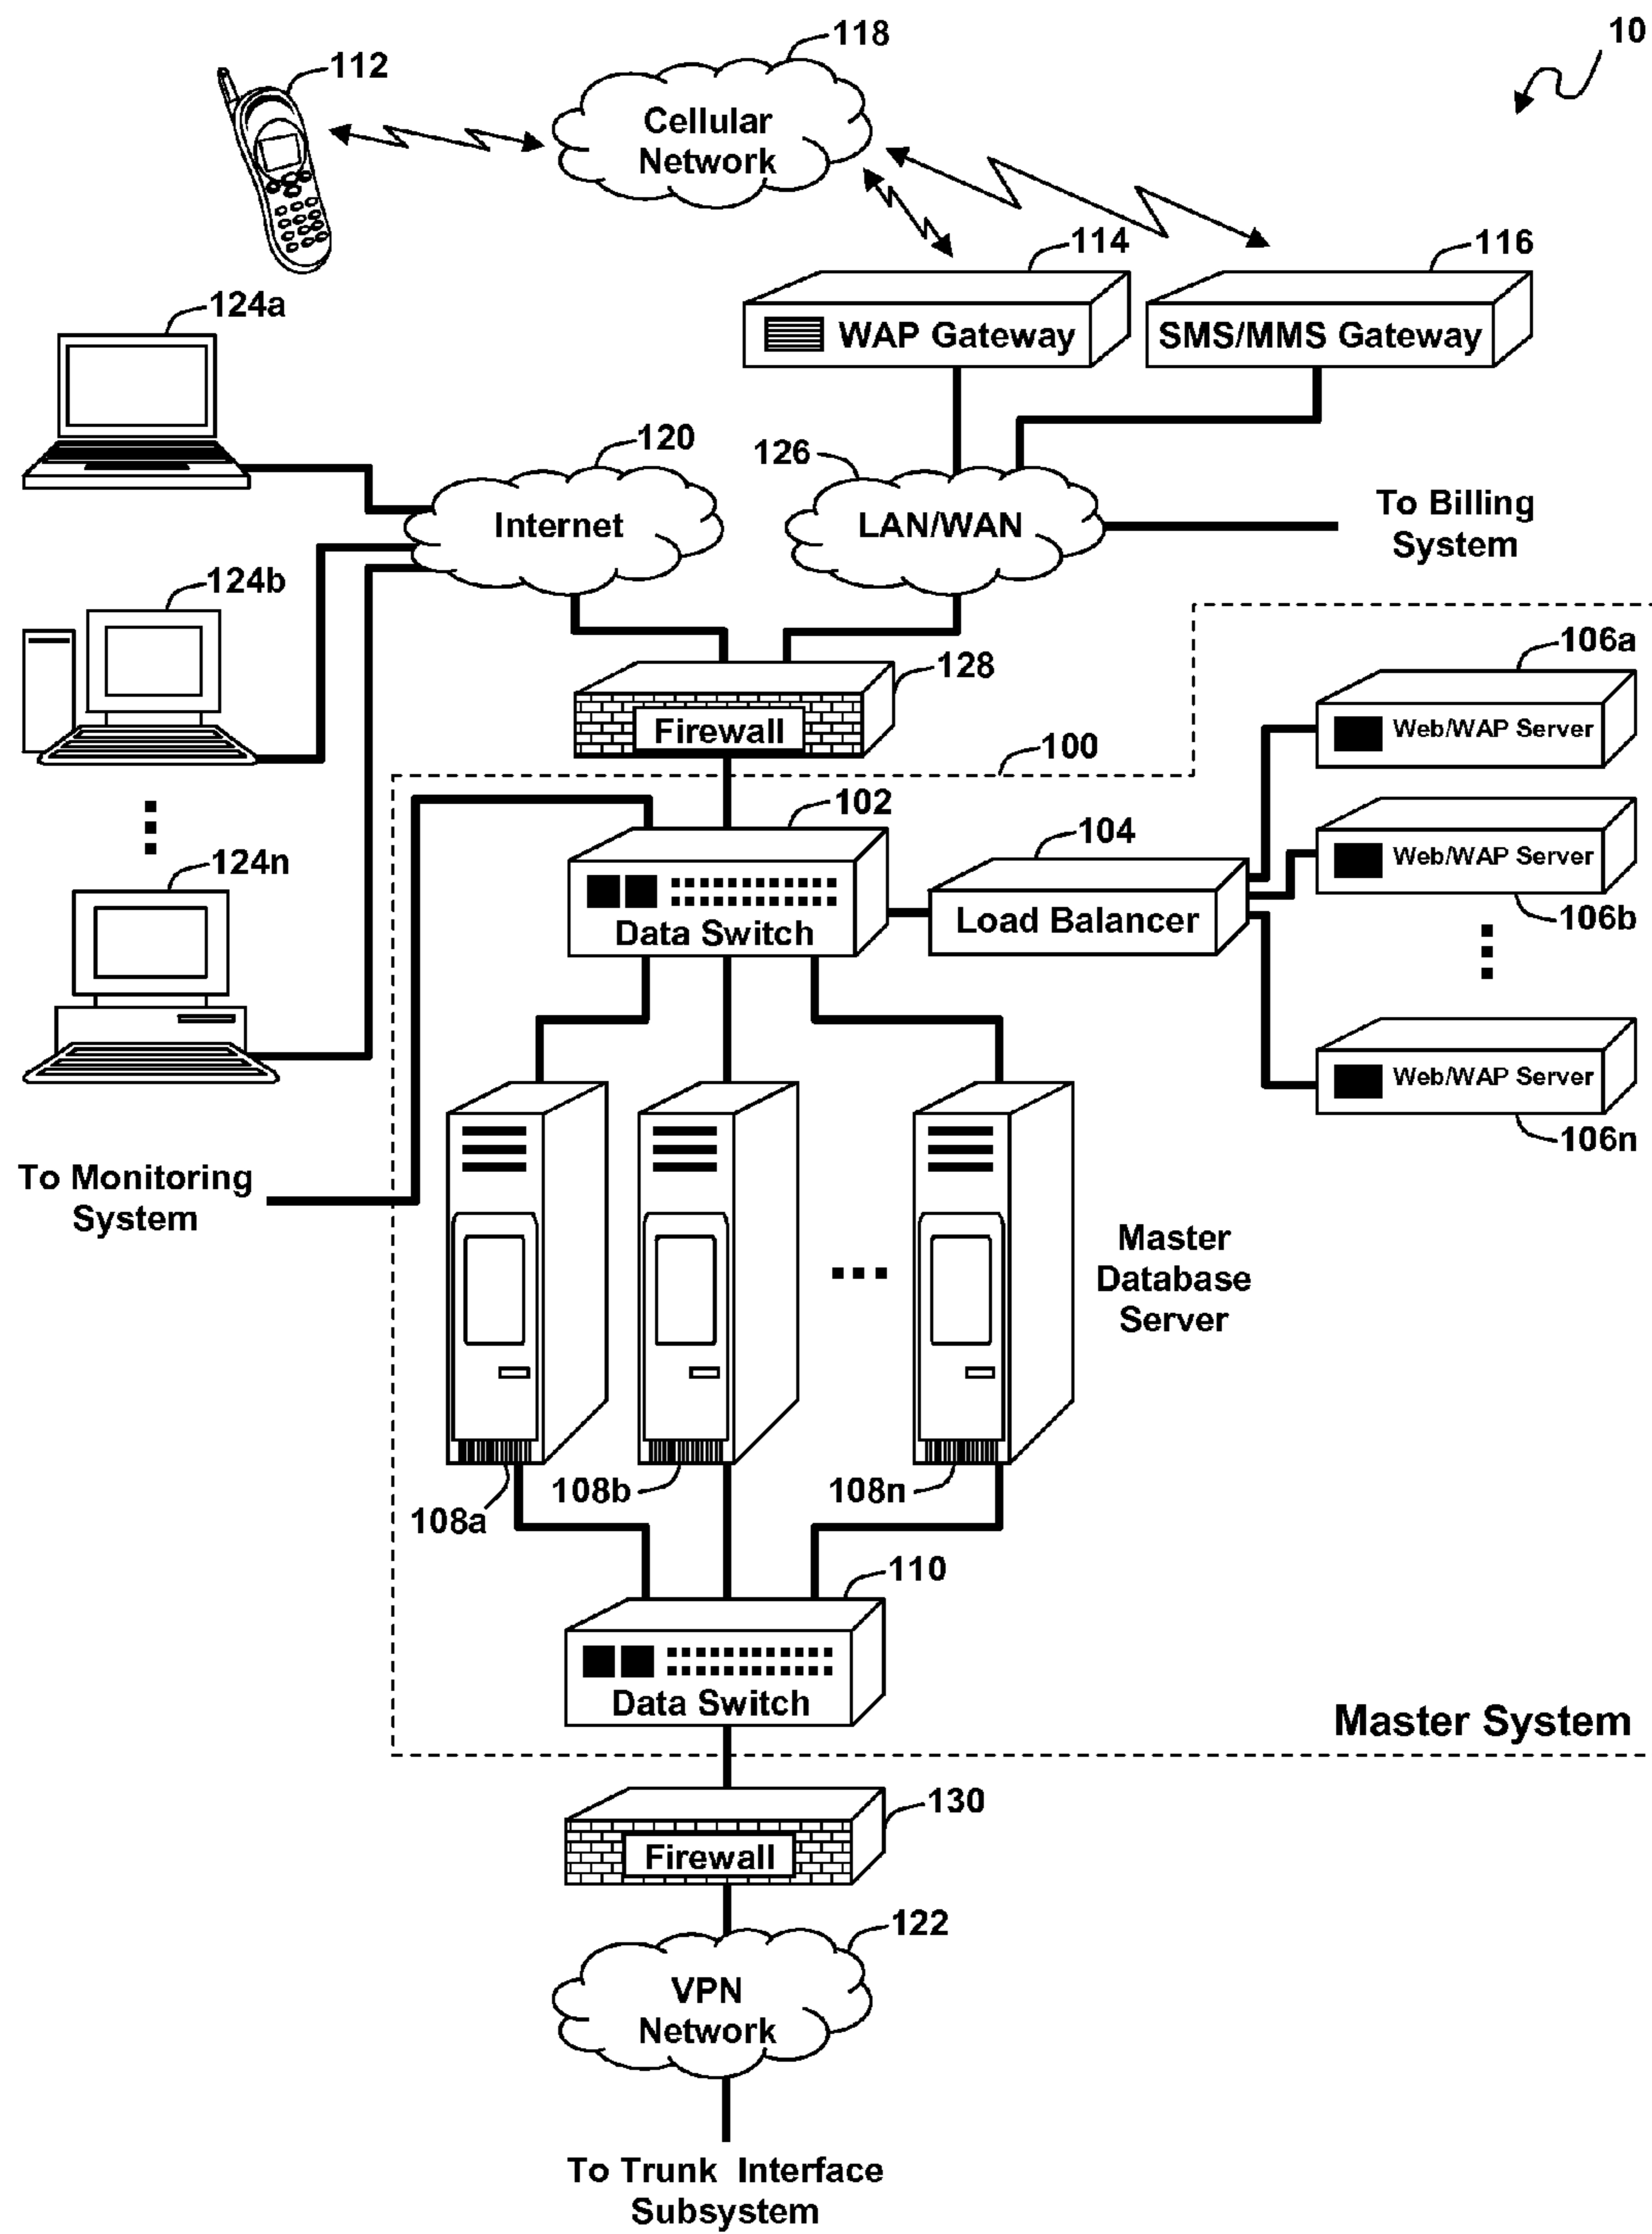 10
118
112
Cellular
Network
114
116
WAP Gateway
SMS/MMS Gateway
124a
120
126
Internet
LAN/WAN
To Billing
System
124b
128
Firewall
106a
Web/WAP Server
100
102
104
Data Switch
Load Balancer
Web/WAP Server
106b
124n
Web/WAP Server
106n
To Monitoring
System
Master
Database
Server
108a
108b
108n
110
Data Switch
Master System
130
Firewall
122
VPN
Network
To Trunk Interface
Subsystem